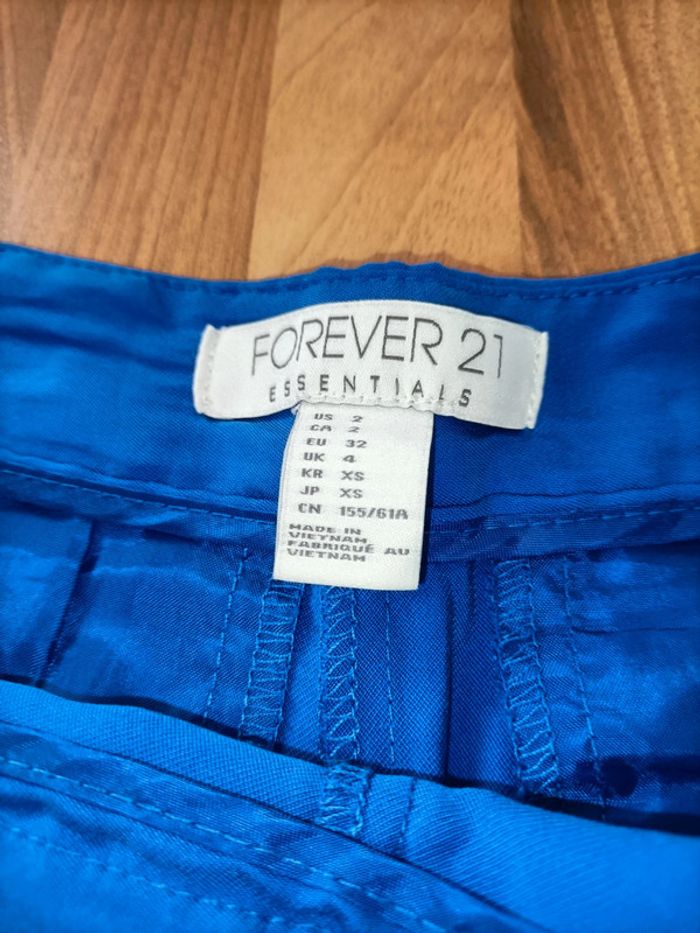 FOREVER 21
ESSENTIALS
US 2
CA 2
EU 32
UK 4
KR XS
JP XS
CN 155/61A
MADE IN
VIETNAM
FABRIQUÉ AU
VIETNAM